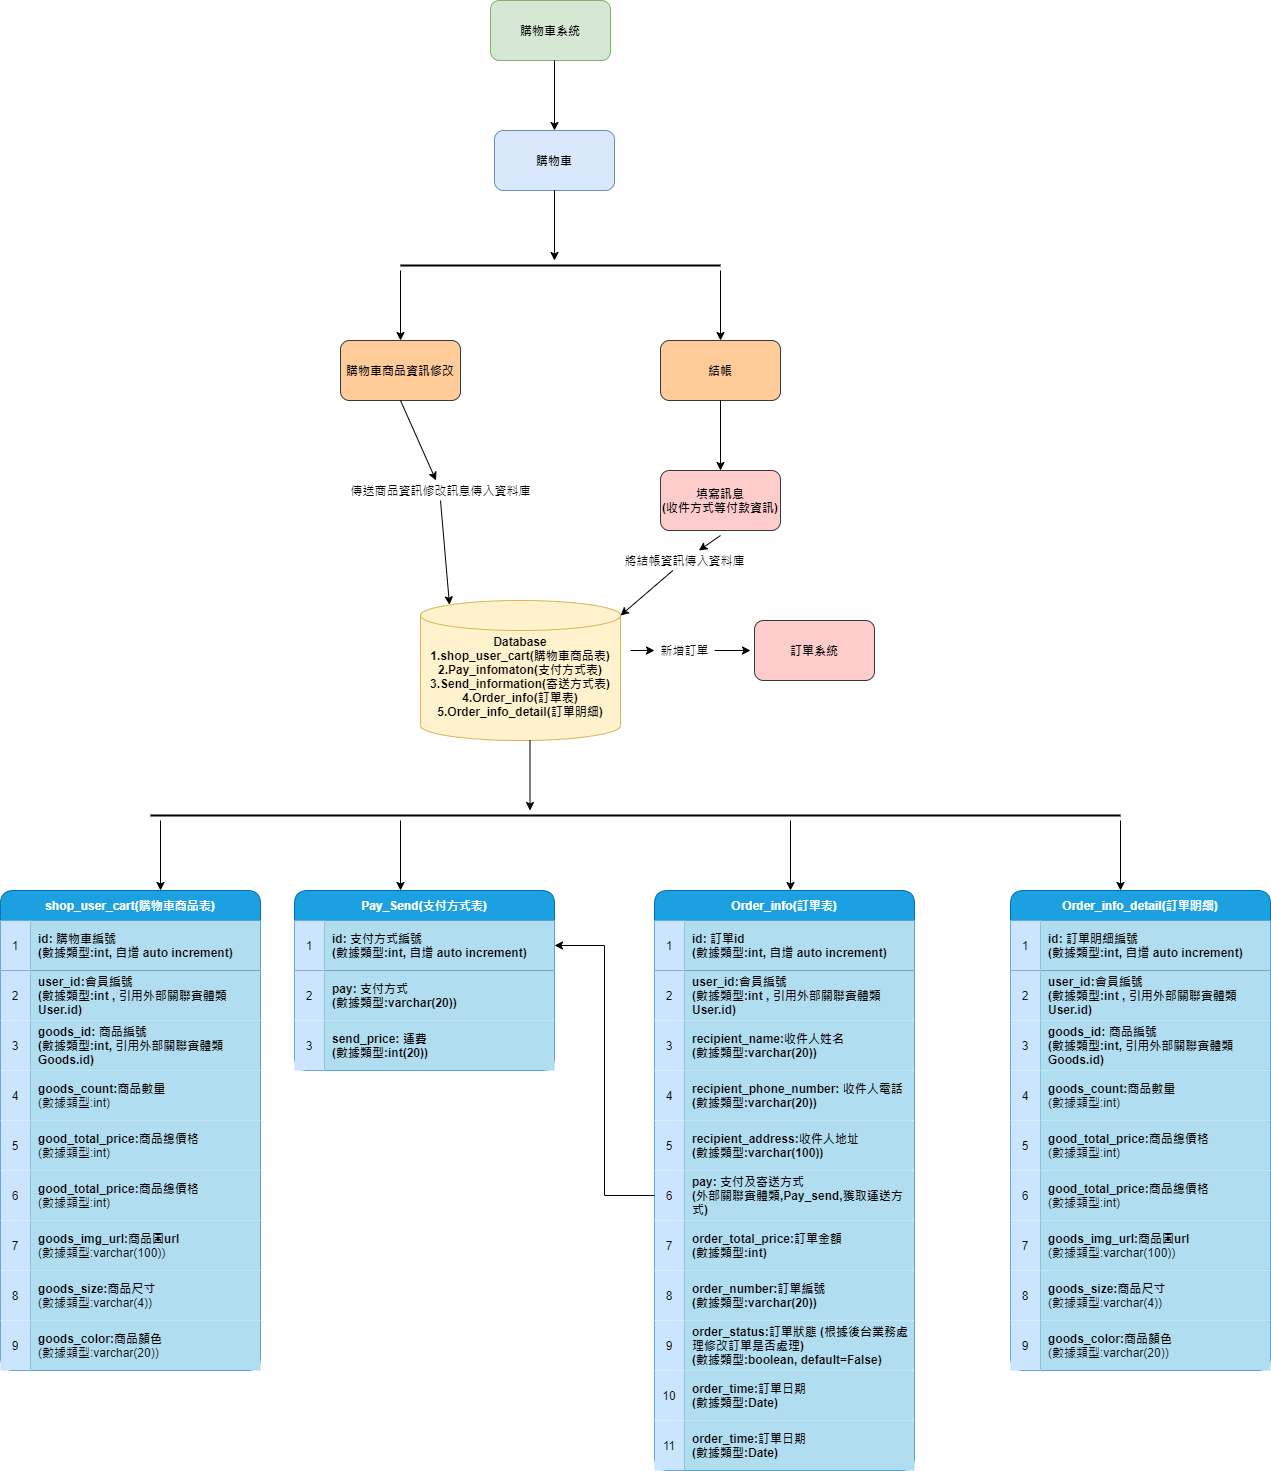 購物車系統
購物車
購物車商品資訊修改
結帳
傳送商品資訊修改訊息傳入資料庫
填寫訊息
(收件方式等付款資訊)
將結帳資訊傳入資料庫
Database
1.shop_user_cart(購物車商品表)
2.Pay_infomaton(支付方式表)
3.Send_information(寄送方式表)
4.Order_info(訂單表)
5.Order_info_detail(訂單明細)
新增訂單
訂單系統
shop_user_cart(購物車商品表)
1
id: 購物車編號
(數據類型:int, 自增 auto increment)
2
user_id:會員編號
(數據類型:int , 引用外部關聯實體類
User.id)
3
goods_id: 商品編號
(數據類型:int, 引用外部關聯實體類
Goods.id)
4
goods_count:商品數量
(數據類型:int)
5
good_total_price:商品總價格
(數據類型:int)
6
good_total_price:商品總價格
(數據類型:int)
7
goods_img_url:商品圖url
(數據類型:varchar(100))
8
goods_size:商品尺寸
(數據類型:varchar(4))
9
goods_color:商品顏色
(數據類型:varchar(20))
Pay_Send(支付方式表)
1
id: 支付方式編號
(數據類型:int, 自增 auto increment)
2
pay: 支付方式
(數據類型:varchar(20))
3
send_price: 運費
(數據類型:int(20))
Order_info(訂單表)
1
id: 訂單id
(數據類型:int, 自增 auto increment)
2
user_id:會員編號
(數據類型:int , 引用外部關聯實體類
User.id)
3
recipient_name:收件人姓名
(數據類型:varchar(20))
4
recipient_phone_number: 收件人電話
(數據類型:varchar(20))
5
recipient_address:收件人地址
(數據類型:varchar(100))
6
pay: 支付及寄送方式
(外部關聯實體類,Pay_send,獲取運送方
式)
7
order_total_price:訂單金額
(數據類型:int)
8
order_number:訂單編號
(數據類型:varchar(20))
9
order_status:訂單狀態 (根據後台業務處
理修改訂單是否處理)
(數據類型:boolean, default=False)
10
order_time:訂單日期
(數據類型:Date)
11
order_time:訂單日期
(數據類型:Date)
Order_info_detail(訂單明細)
1
id: 訂單明細編號
(數據類型:int, 自增 auto increment)
2
user_id:會員編號
(數據類型:int , 引用外部關聯實體類
User.id)
3
goods_id: 商品編號
(數據類型:int, 引用外部關聯實體類
Goods.id)
4
goods_count:商品數量
(數據類型:int)
5
good_total_price:商品總價格
(數據類型:int)
6
good_total_price:商品總價格
(數據類型:int)
7
goods_img_url:商品圖url
(數據類型:varchar(100))
8
goods_size:商品尺寸
(數據類型:varchar(4))
9
goods_color:商品顏色
(數據類型:varchar(20))